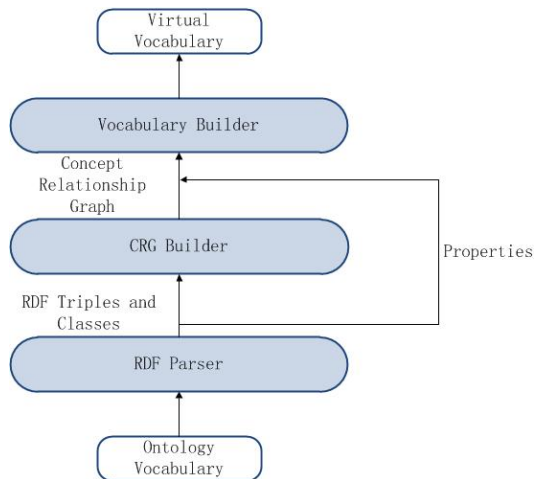 Virtual
Vocabulary
Vocabulary Builder
Concept
Relationship
Graph
CRG Builder
Properties
RDF Triples and
Classes
RDF Parser
Ontology
Vocabulary